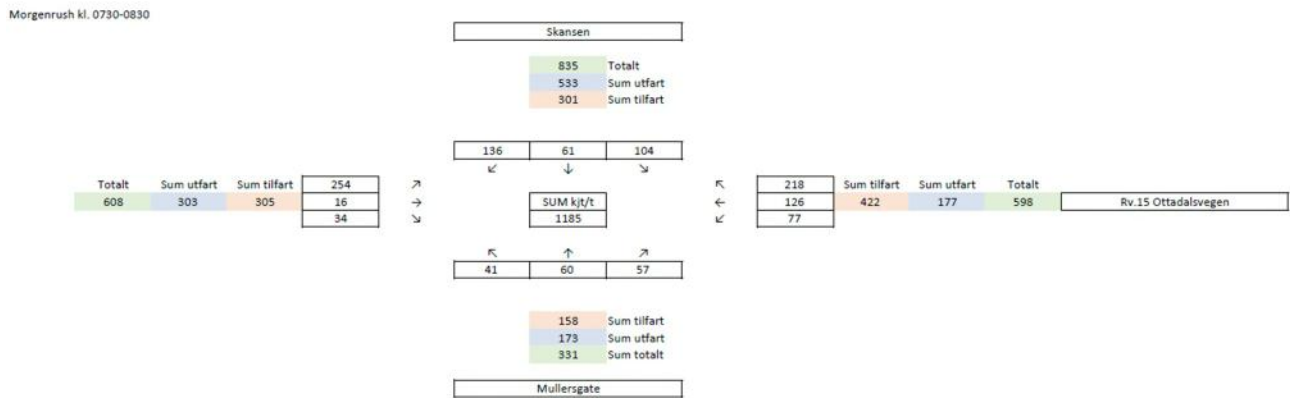 Morgenrush kl. 0730-0830
Skansen
835 Totalt
533 Sum utfart
301 Sum tilfart
136 61 104
↙ ↓ ↘
Totalt Sum utfart Sum tilfart 254 ↗ ↖ 218 Sum tilfart Sum utfart Totalt
608 303 305 16 → SUM kjt/t ← 126 422 177 598 Rv.15 Ottadalsvegen
34 ↘ 1185 ↙ 77
↖ ↑ ↗
41 60 57
158 Sum tilfart
173 Sum utfart
331 Sum totalt
Mullersgate